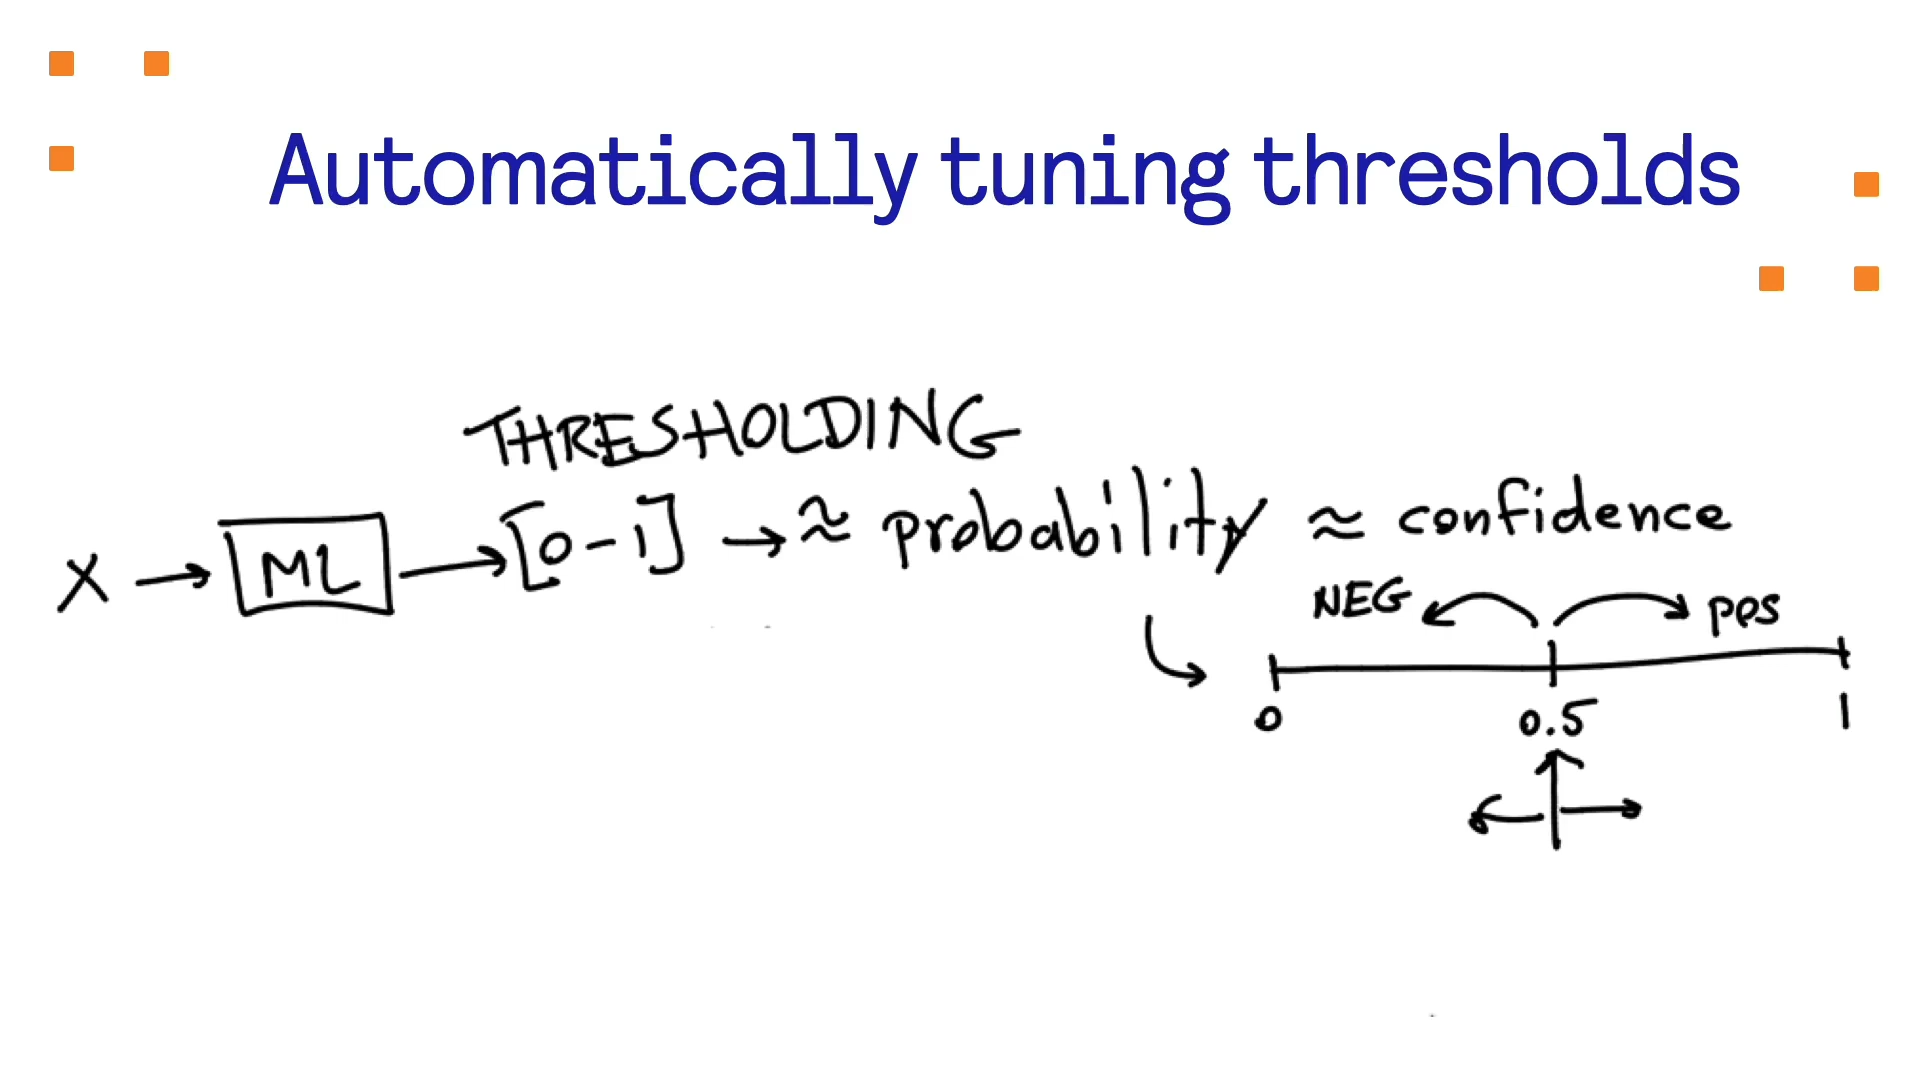 Automatically tuning thresholds
THRESHOLDING
X → ML → [0-1] → ≈ probability ≈ confidence
NEG pos
0 0.5 1